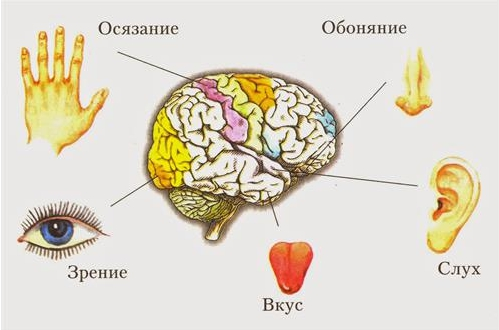 Осязание
Обоняние
Зрение
Вкус
Слух